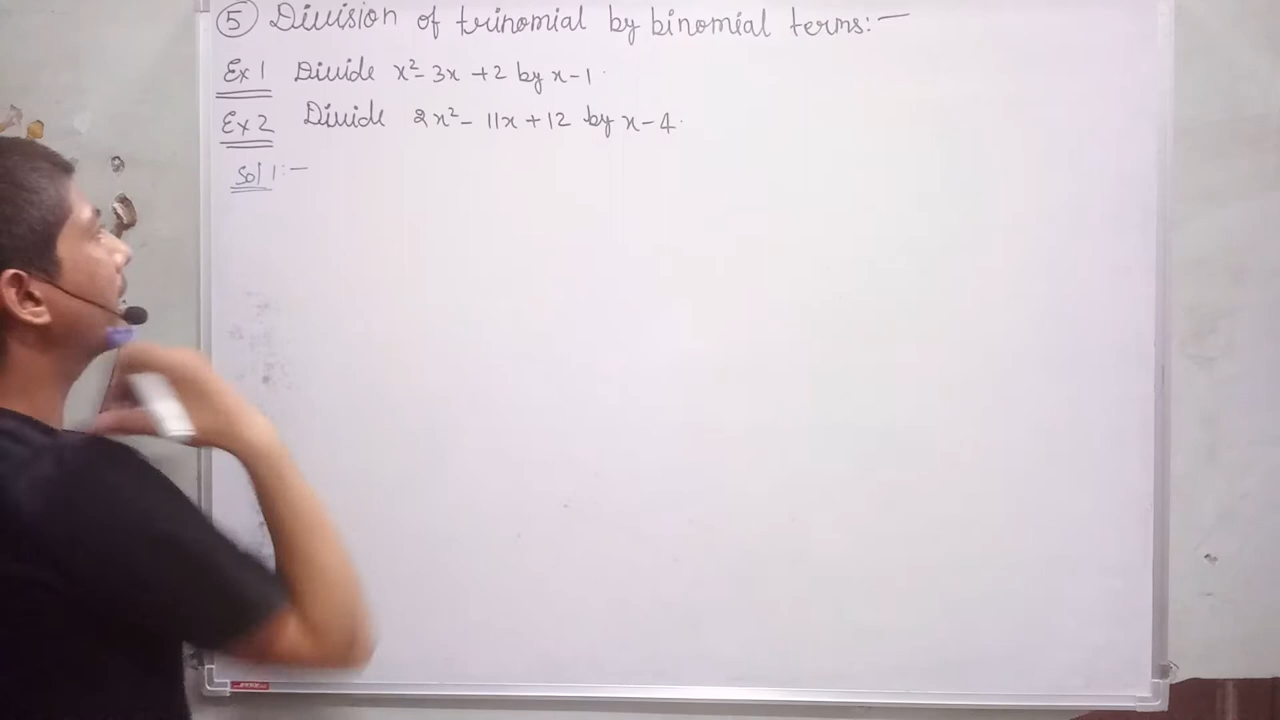 ⑤ Division of trinomial by binomial terms:-
Ex 1 Divide x² - 3x + 2 by x - 1.
Ex 2 Divide 2x² - 11x + 12 by x - 4.
Sol 1:-